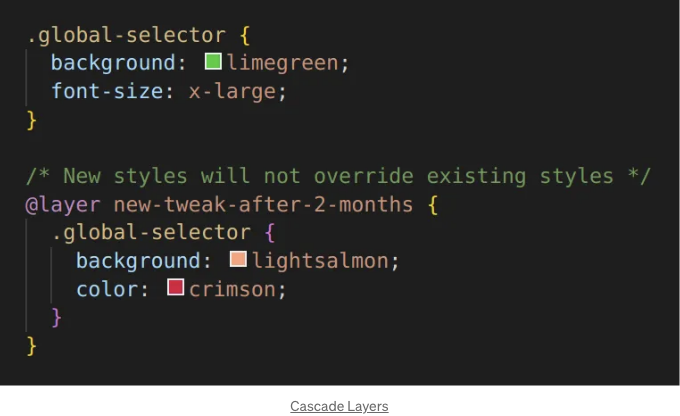 .global-selector {
background: limegreen;
font-size: x-large;
}
/* New styles will not override existing styles */
@layer new-tweak-after-2-months {
.global-selector {
background: lightsalmon;
color: crimson;
}
}
Cascade Layers